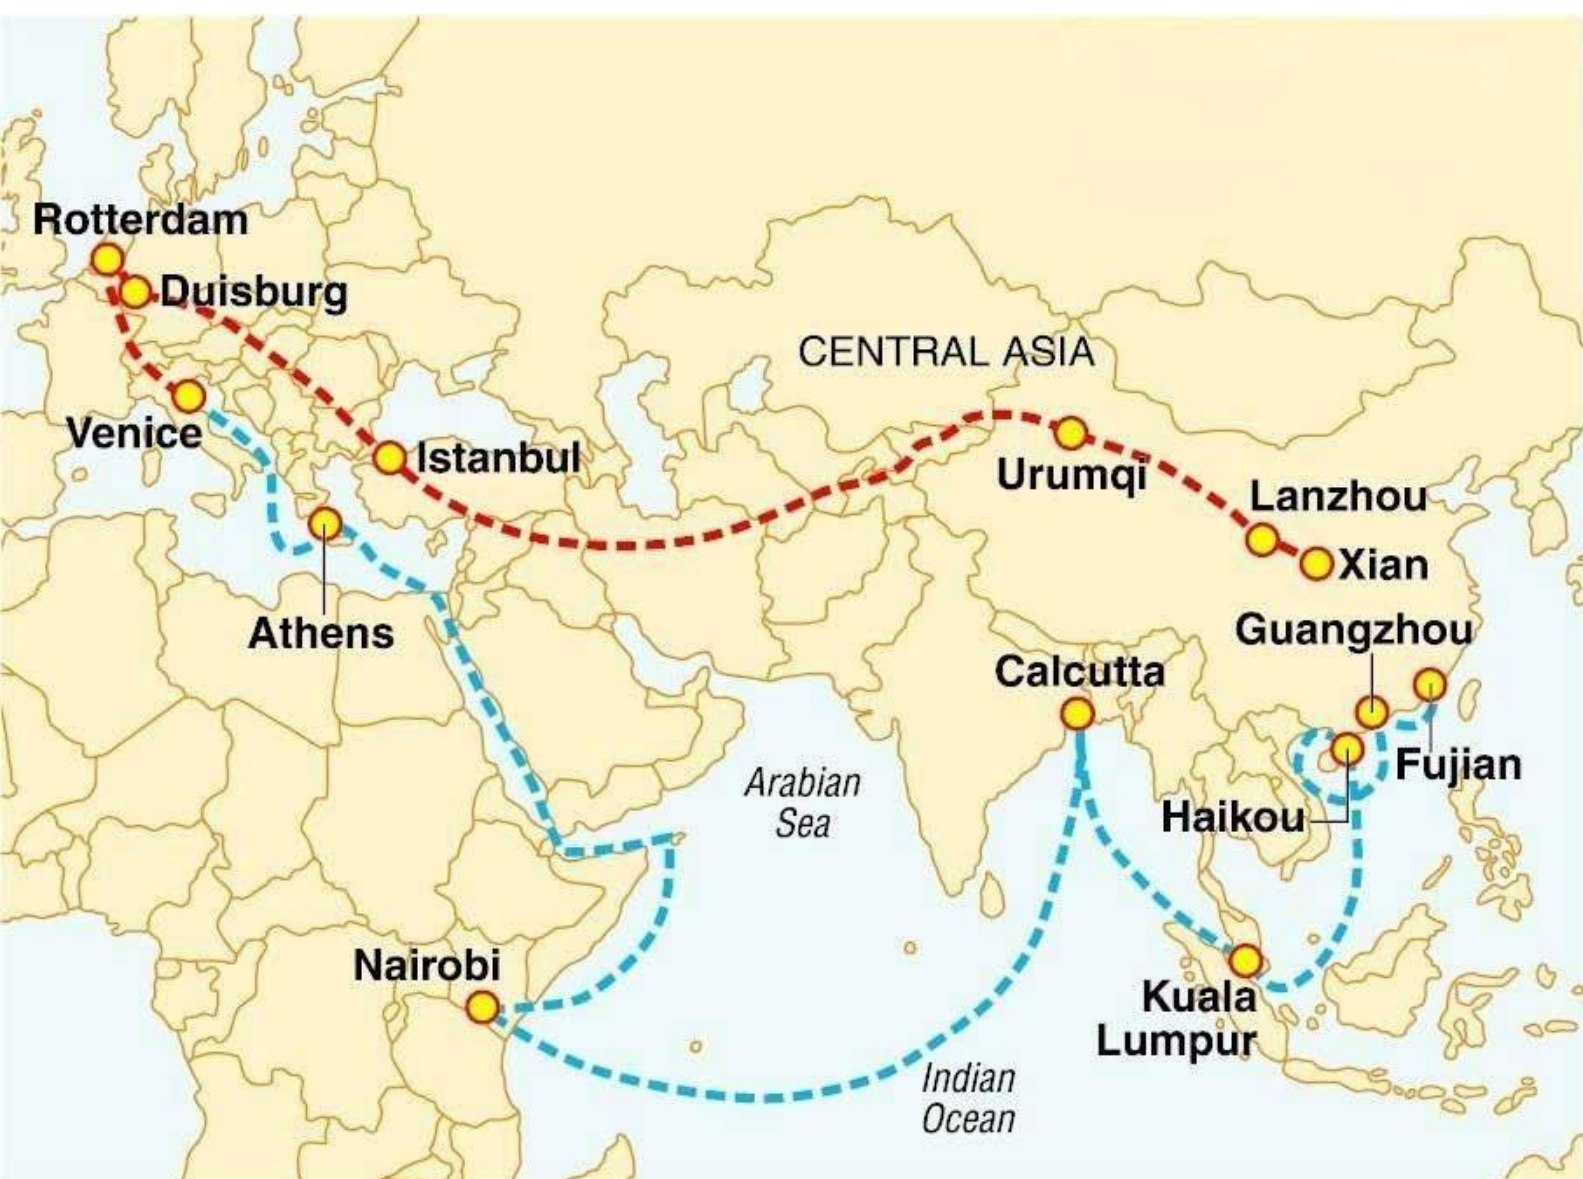 Rotterdam
Duisburg
CENTRAL ASIA
Venice
Istanbul
Urumqi
Lanzhou
Xian
Athens
Guangzhou
Calcutta
Fujian
Arabian
Sea
Haikou
Nairobi
Kuala
Lumpur
Indian
Ocean